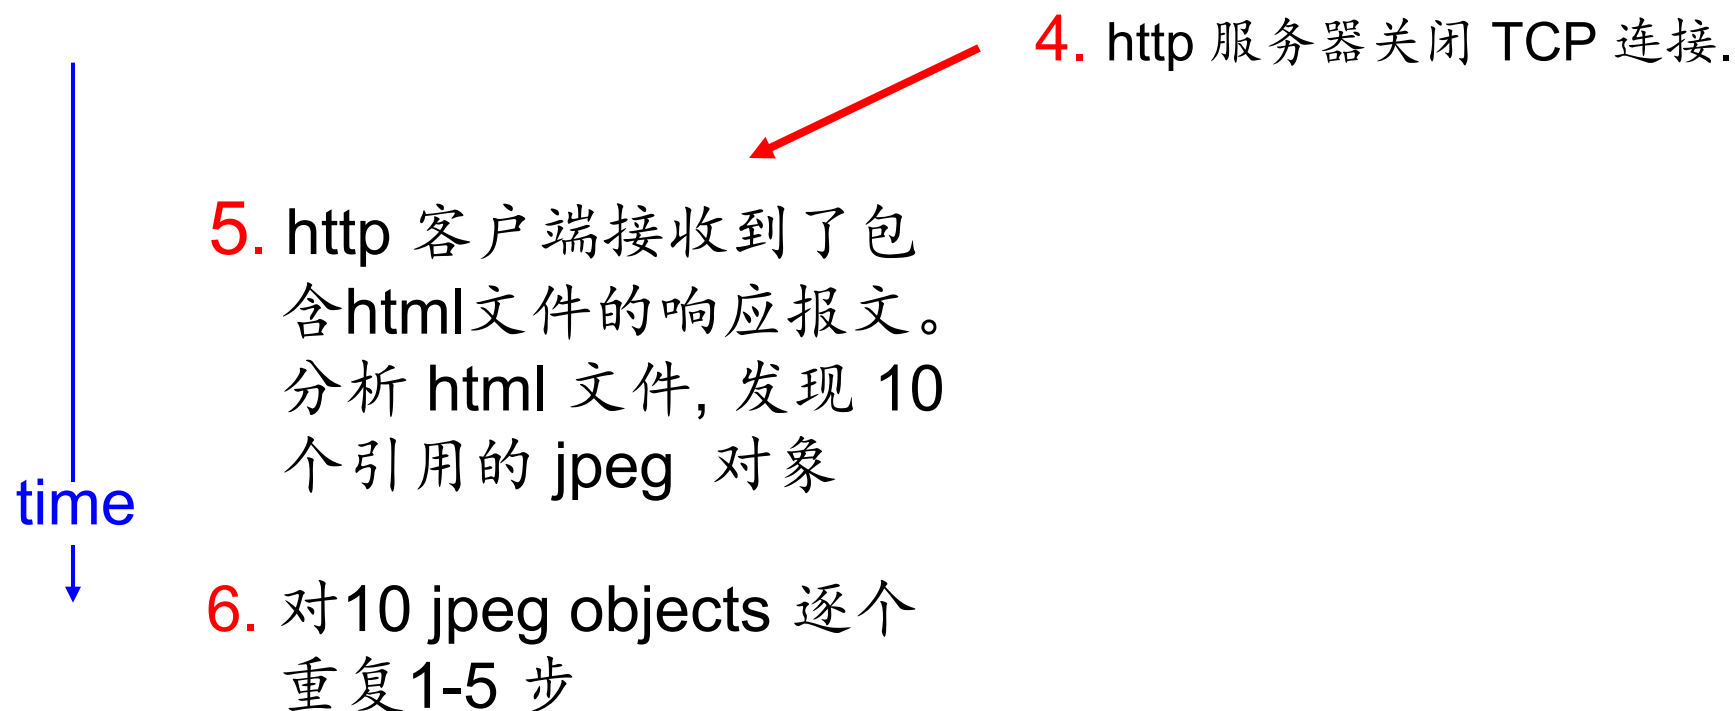 4. http 服务器关闭 TCP 连接.
5. http 客户端接收到了包
含html文件的响应报文。
分析 html 文件, 发现 10
个引用的 jpeg 对象
time
6. 对10 jpeg objects 逐个
重复1-5 步